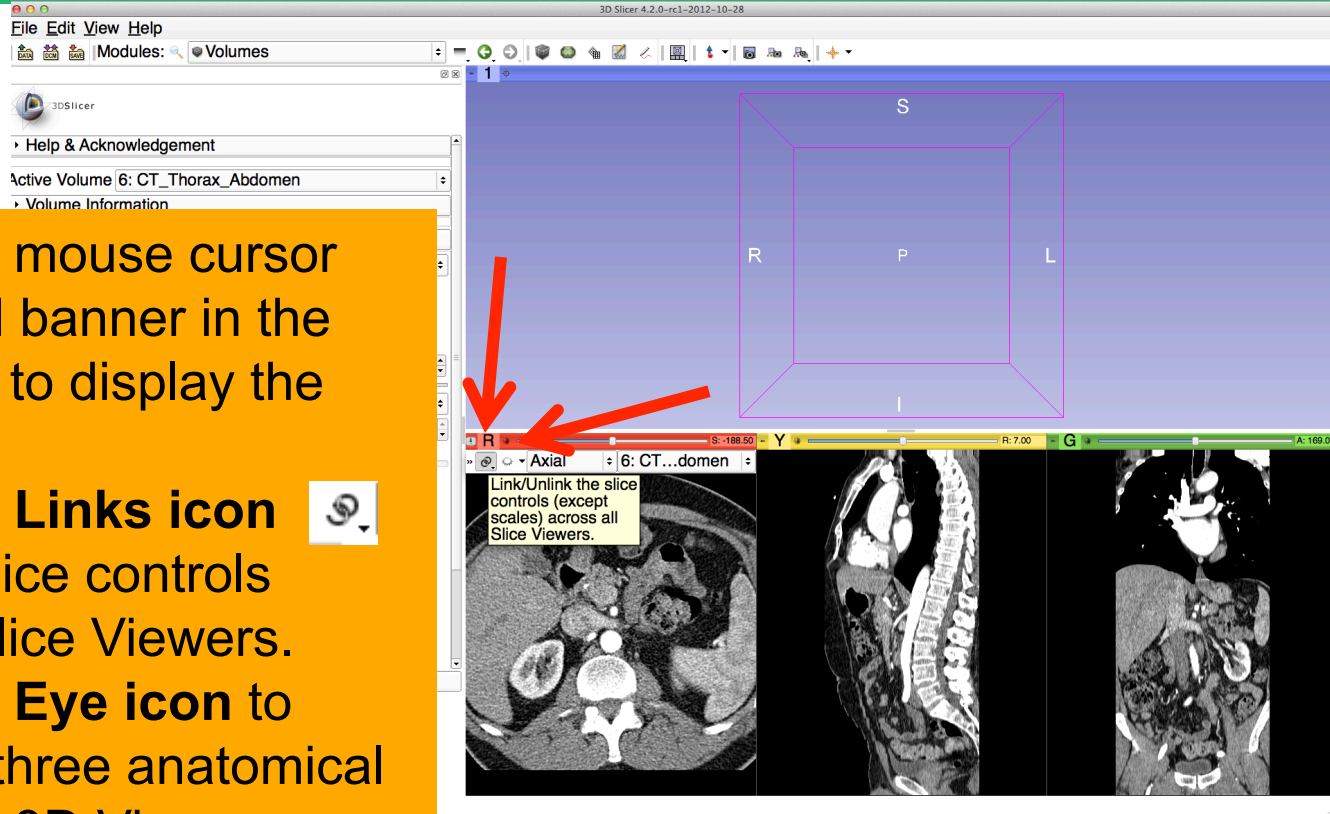 3D Slicer 4.2.0-rc1-2012-10-28
File Edit View Help
DATA DCM SAVE Modules: Volumes
1
3DSlicer
Help & Acknowledgement
Active Volume 6: CT_Thorax_Abdomen
Volume Information
mouse cursor
banner in the
to display the
Links icon
ice controls
lice Viewers.
Eye icon to
three anatomical
S
R P L
I
R S: -188.50 Y R: 7.00 G A: 169.0
Axial 6: CT...domen
Link/Unlink the slice
controls (except
scales) across all
Slice Viewers.